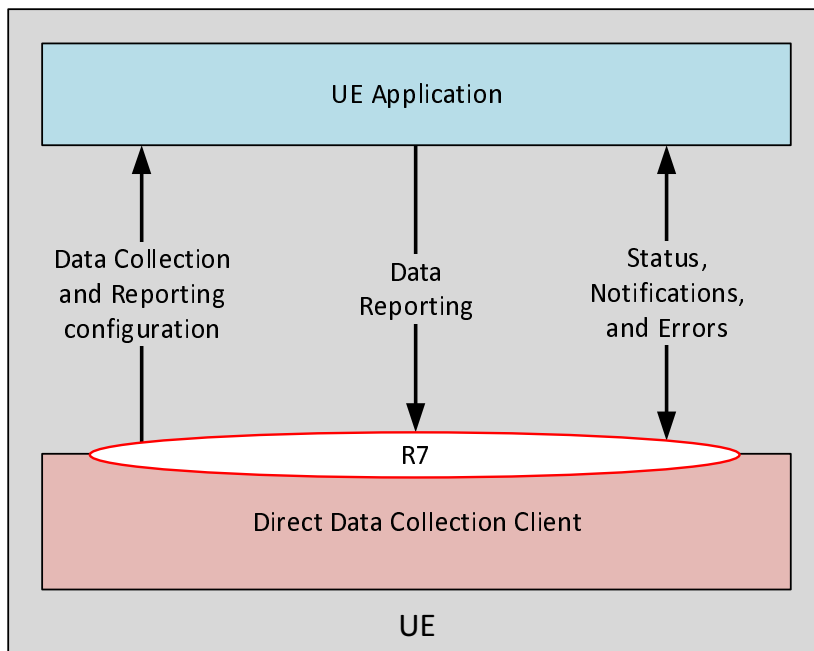 UE Application
Data Collection
and Reporting
configuration
Data
Reporting
Status,
Notifications,
and Errors
R7
Direct Data Collection Client
UE